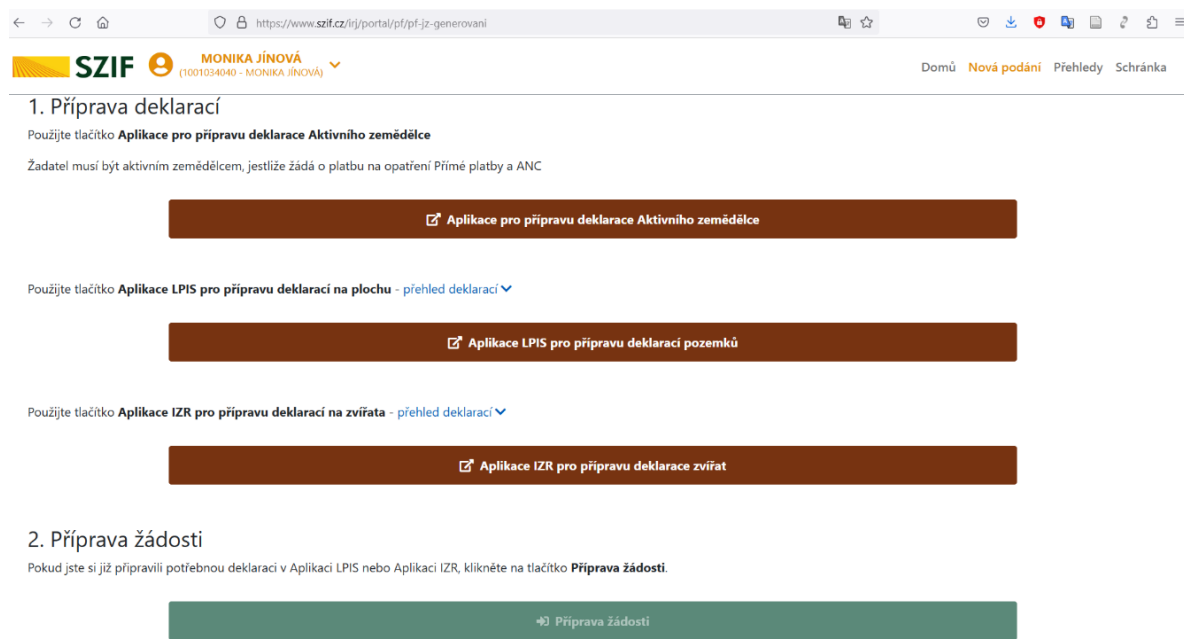 https://www.szif.cz/irj/portal/pf/pf-jz-generovani
SZIF
MONIKA JÍNOVÁ
(1001034040 - MONIKA JÍNOVÁ)
Domů Nová podání Přehledy Schránka
1. Příprava deklarací
Použijte tlačítko Aplikace pro přípravu deklarace Aktivního zemědělce
Žadatel musí být aktivním zemědělcem, jestliže žádá o platbu na opatření Přímé platby a ANC
Aplikace pro přípravu deklarace Aktivního zemědělce
Použijte tlačítko Aplikace LPIS pro přípravu deklarací na plochu - přehled deklarací
Aplikace LPIS pro přípravu deklarací pozemků
Použijte tlačítko Aplikace IZR pro přípravu deklarací na zvířata - přehled deklarací
Aplikace IZR pro přípravu deklarace zvířat
2. Příprava žádosti
Pokud jste si již připravili potřebnou deklaraci v Aplikaci LPIS nebo Aplikaci IZR, klikněte na tlačítko Příprava žádosti.
Příprava žádosti